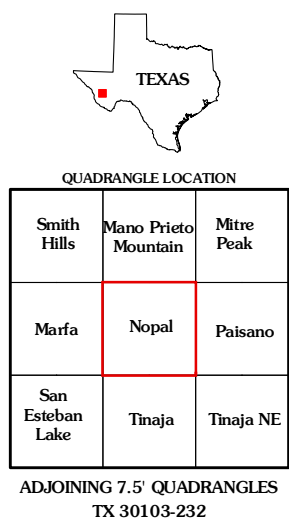 TEXAS
QUADRANGLE LOCATION
Smith
Hills
Mano Prieto
Mountain
Mitre
Peak
Marfa
Nopal
Paisano
San
Esteban
Lake
Tinaja
Tinaja NE
ADJOINING 7.5' QUADRANGLES
TX 30103-232